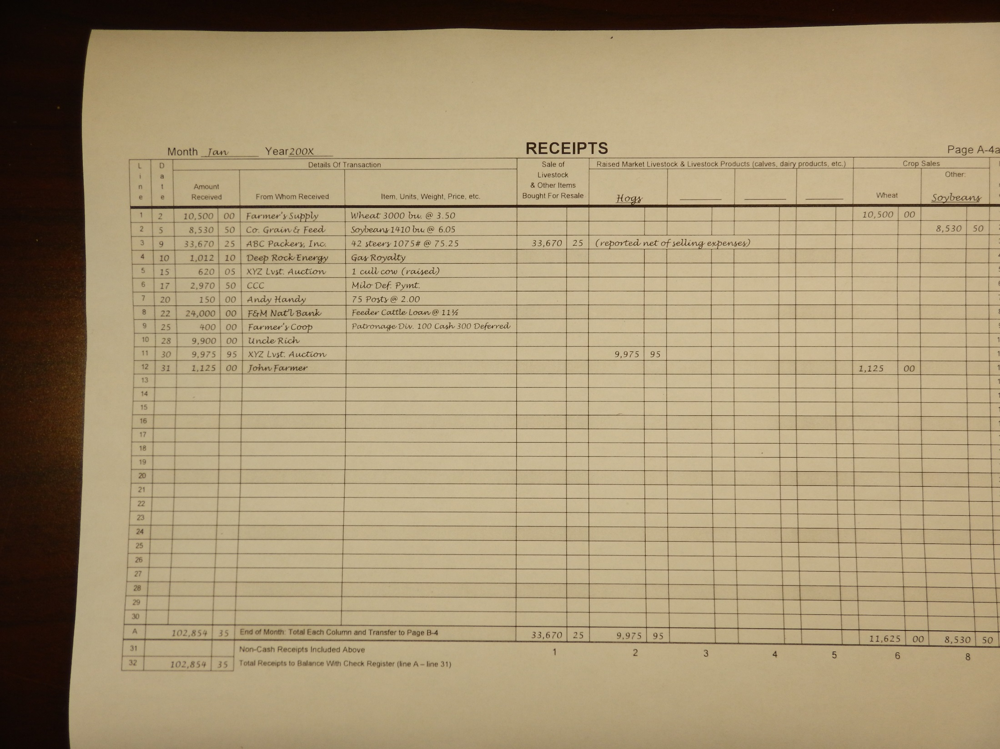 Month Jan Year 200X RECEIPTS Page A-4a
Line Date Details Of Transaction Sale of Livestock & Other Items Bought For Resale Raised Market Livestock & Livestock Products (calves, dairy products, etc.) Crop Sales
Amount Received From Whom Received Item, Units, Weight, Price, etc. Hogs Wheat Other: Soybeans
1 2 10,500 00 Farmer's Supply Wheat 3000 bu. @ 3.50 10,500 00
2 5 8,530 50 Co. Grain & Feed Soybeans 1410 bu. @ 6.05 8,530 50
3 9 33,670 25 ABC Packers, Inc. 42 steers 1075# @ 75.25 33,670 25 (reported net of selling expenses)
4 10 1,012 10 Deep Rock Energy Gas Royalty
5 15 620 05 XYZ Lvst. Auction 1 cull cow (raised)
6 17 2,970 50 CCC Milo Def. Pymt.
7 20 150 00 Andy Handy 75 Posts @ 2.00
8 22 24,000 00 F&M Nat'l Bank Feeder Cattle Loan @ 11½
9 25 400 00 Farmer's Coop Patronage Div. 100 Cash 300 Deferred
10 28 9,900 00 Uncle Rich
11 30 9,975 95 XYZ Lvst. Auction 9,975 95
12 31 1,125 00 John Farmer 1,125 00
13
14
15
16
17
18
19
20
21
22
23
24
25
26
27
28
29
30
A 102,854 35 End of Month: Total Each Column and Transfer to Page B-4 33,670 25 9,975 95 11,625 00 8,530 50
31 Non-Cash Receipts Included Above 1 2 3 4 5 6 8
32 102,854 35 Total Receipts to Balance With Check Register (line A – line 31)